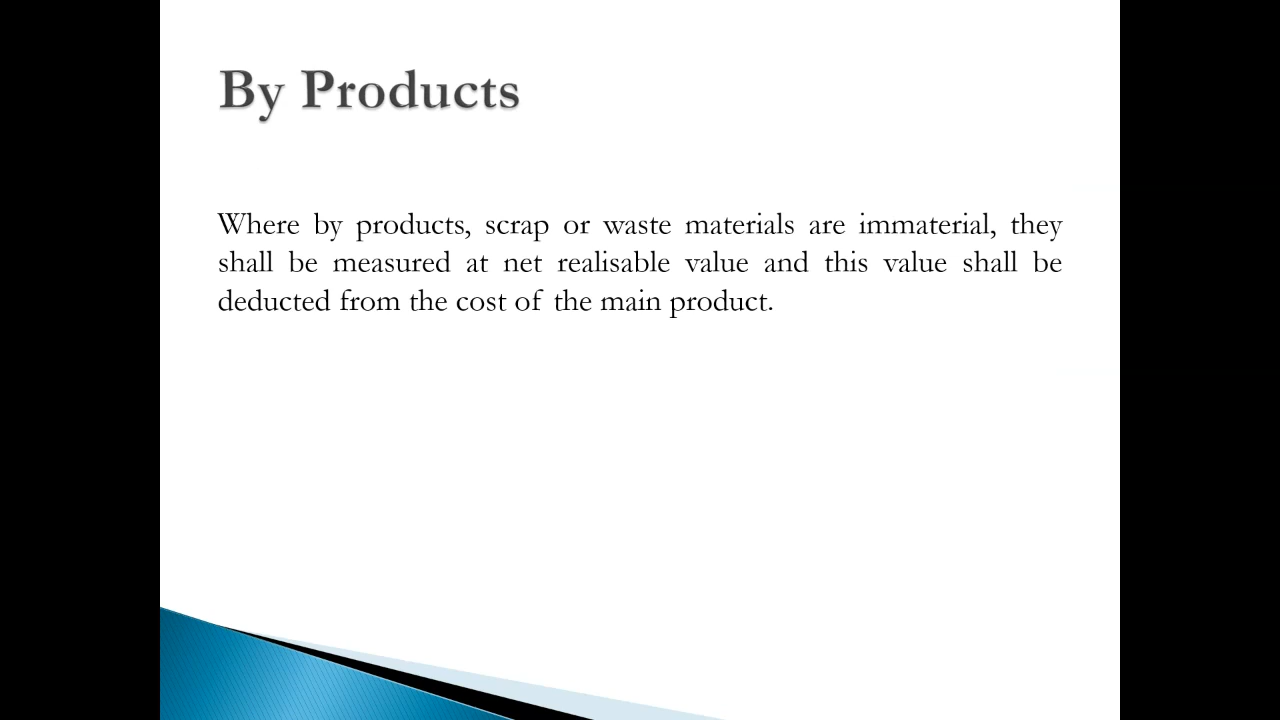 By Products
Where by products, scrap or waste materials are immaterial, they
shall be measured at net realisable value and this value shall be
deducted from the cost of the main product.